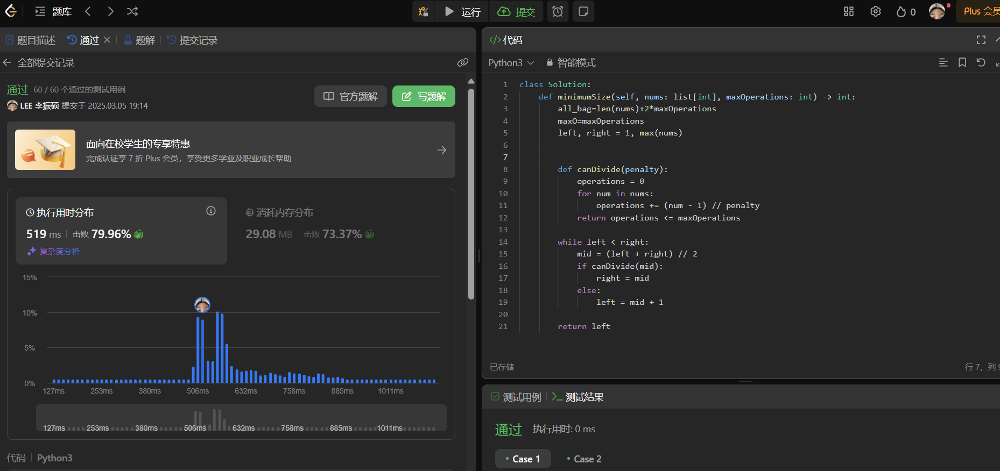 题库
运行
提交
0
Plus 会员
题目描述
通过
题解
提交记录
全部提交记录
通过 60 / 60 个通过的测试用例
LEE 李振硕 提交于 2025.03.05 19:14
官方题解
写题解
面向在校学生的专享特惠
完成认证享 7 折 Plus 会员，享受更多学业及职业成长帮助
执行用时分布
519 ms 击败 79.96%
复杂度分析
消耗内存分布
29.08 MB 击败 73.37%
15%
10%
5%
0%
127ms 253ms 380ms 506ms 632ms 758ms 885ms 1011ms
127ms 253ms 380ms 506ms 632ms 758ms 885ms 1011ms
代码 Python3
</> 代码
Python3 智能模式
1 class Solution:
2 def minimumSize(self, nums: list[int], maxOperations: int) -> int:
3 all_bag=len(nums)+2*maxOperations
4 maxO=maxOperations
5 left, right = 1, max(nums)
6
7
8 def canDivide(penalty):
9 operations = 0
10 for num in nums:
11 operations += (num - 1) // penalty
12 return operations <= maxOperations
13
14 while left < right:
15 mid = (left + right) // 2
16 if canDivide(mid):
17 right = mid
18 else:
19 left = mid + 1
20
21 return left
已存储
行 7，列 9
测试用例
测试结果
通过 执行用时: 0 ms
Case 1
Case 2